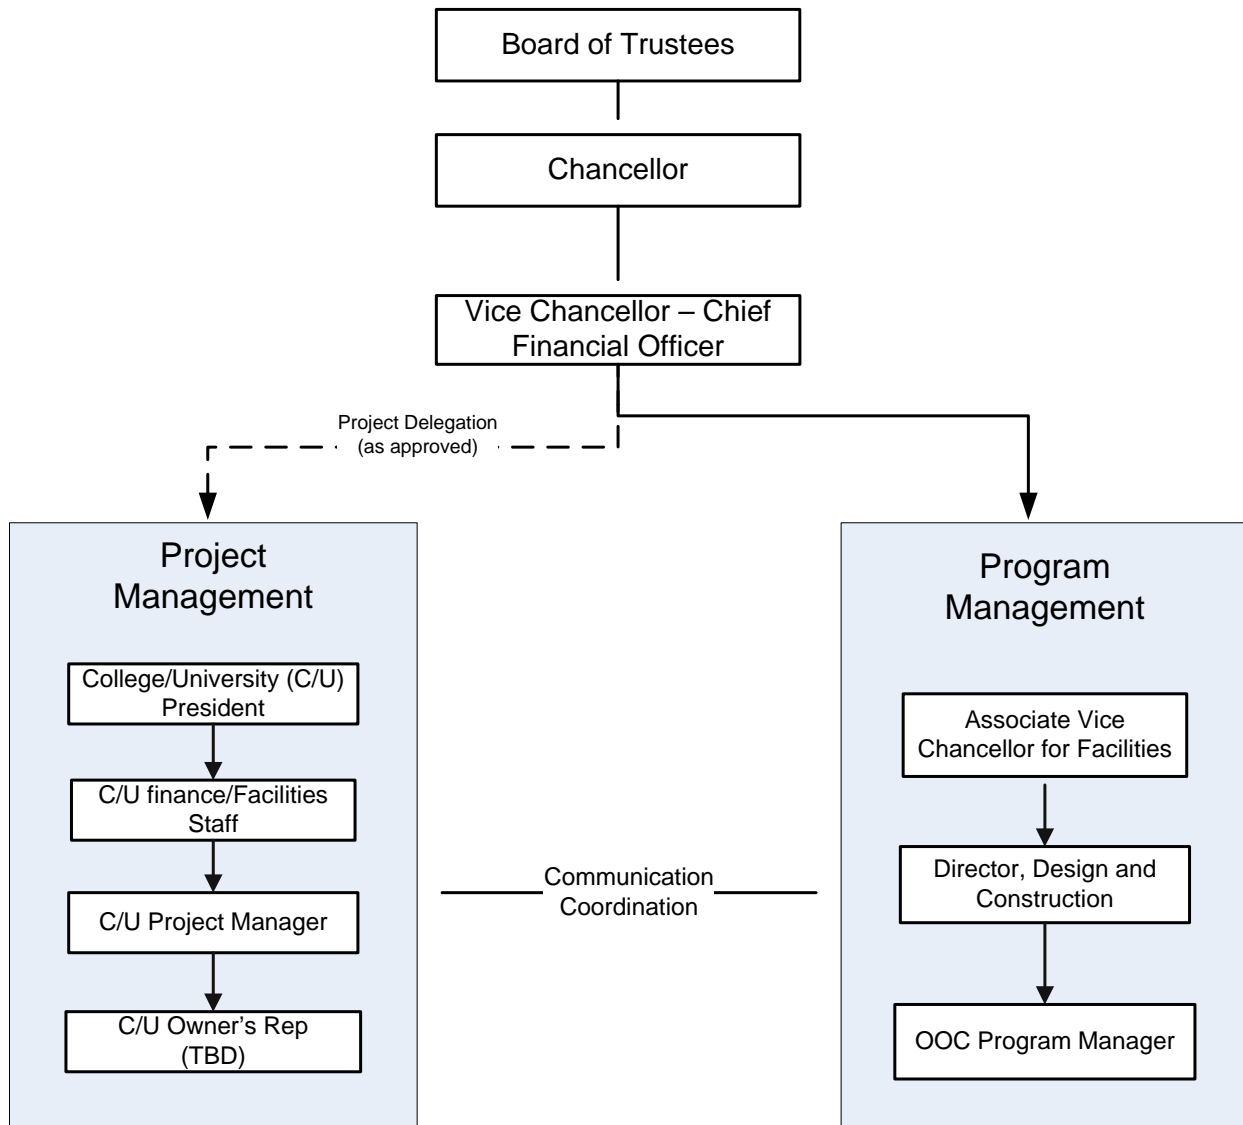 Board of Trustees
Chancellor
Vice Chancellor – Chief
Financial Officer
Project Delegation
(as approved)
Project
Management
College/University (C/U)
President
C/U finance/Facilities
Staff
C/U Project Manager
C/U Owner's Rep
(TBD)
Communication
Coordination
Program
Management
Associate Vice
Chancellor for Facilities
Director, Design and
Construction
OOC Program Manager